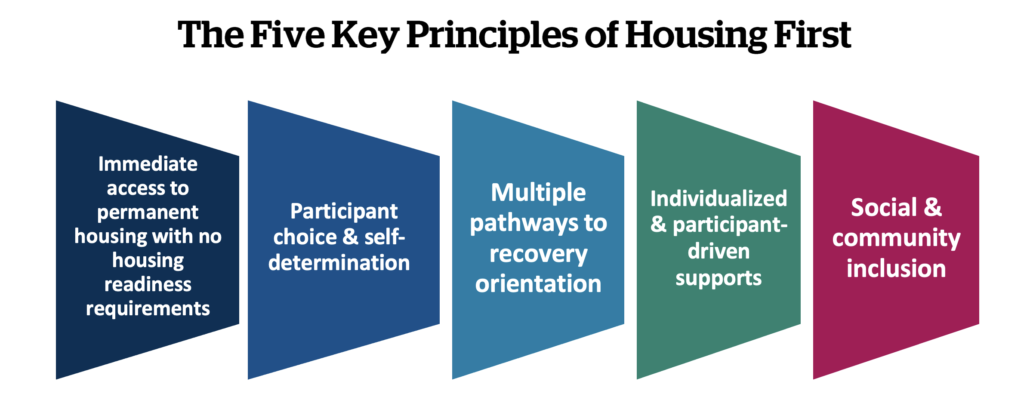 The Five Key Principles of Housing First
Immediate
access to
permanent
housing with no
housing
readiness
requirements
Participant
choice & self-
determination
Multiple
pathways to
recovery
orientation
Individualized
& participant-
driven
supports
Social &
community
inclusion